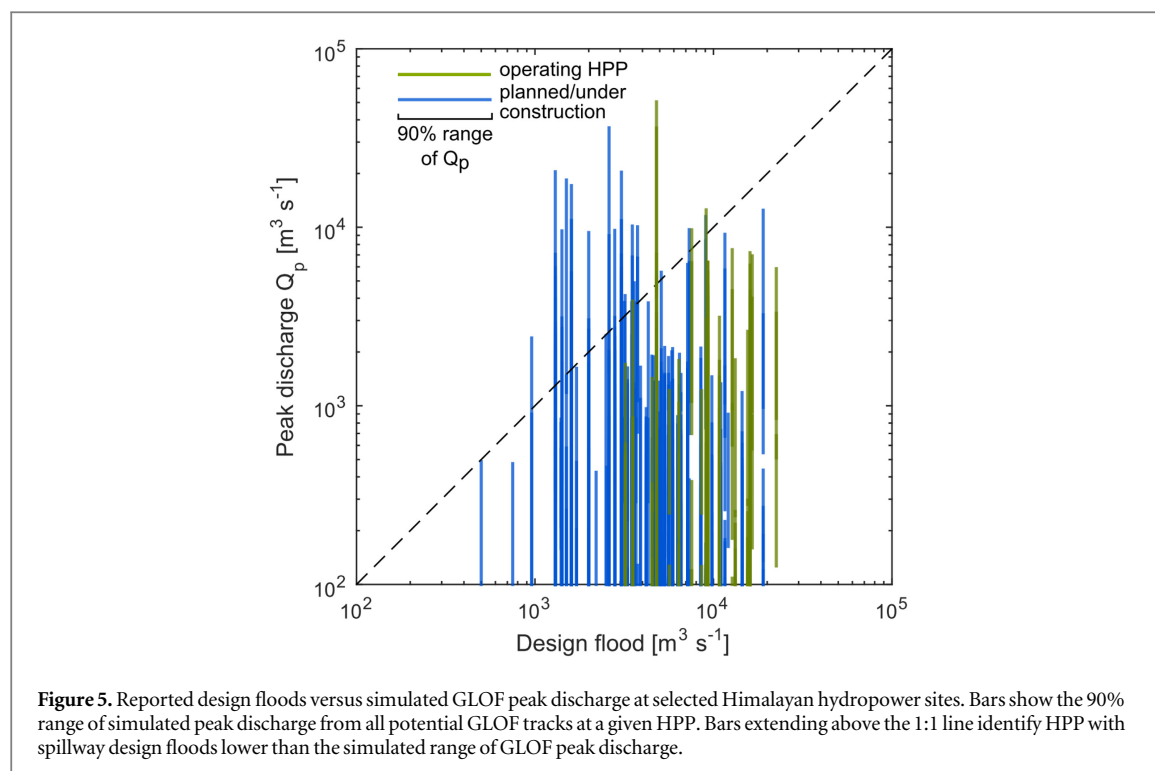 10^5
operating HPP
planned/under
construction
90% range
of Q_p
10^4
10^3
10^2
Peak discharge Q_p [m^3 s^-1]
10^2 10^3 10^4 10^5
Design flood [m^3 s^-1]
Figure 5. Reported design floods versus simulated GLOF peak discharge at selected Himalayan hydropower sites. Bars show the 90%
range of simulated peak discharge from all potential GLOF tracks at a given HPP. Bars extending above the 1:1 line identify HPP with
spillway design floods lower than the simulated range of GLOF peak discharge.